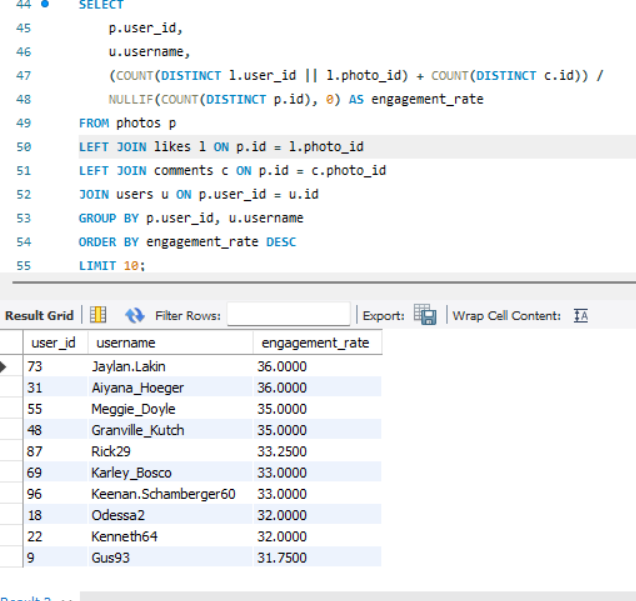 44 SELECT
45 p.user_id,
46 u.username,
47 (COUNT(DISTINCT l.user_id || l.photo_id) + COUNT(DISTINCT c.id)) /
48 NULLIF(COUNT(DISTINCT p.id), 0) AS engagement_rate
49 FROM photos p
50 LEFT JOIN likes l ON p.id = l.photo_id
51 LEFT JOIN comments c ON p.id = c.photo_id
52 JOIN users u ON p.user_id = u.id
53 GROUP BY p.user_id, u.username
54 ORDER BY engagement_rate DESC
55 LIMIT 10;
Result Grid Filter Rows: Export: Wrap Cell Content: IA
user_id username engagement_rate
73 Jaylan.Lakin 36.0000
31 Aiyana_Hoeger 36.0000
55 Meggie_Doyle 35.0000
48 Granville_Kutch 35.0000
87 Rick29 33.2500
69 Karley_Bosco 33.0000
96 Keenan.Schamberger60 33.0000
18 Odessa2 32.0000
22 Kenneth64 32.0000
9 Gus93 31.7500